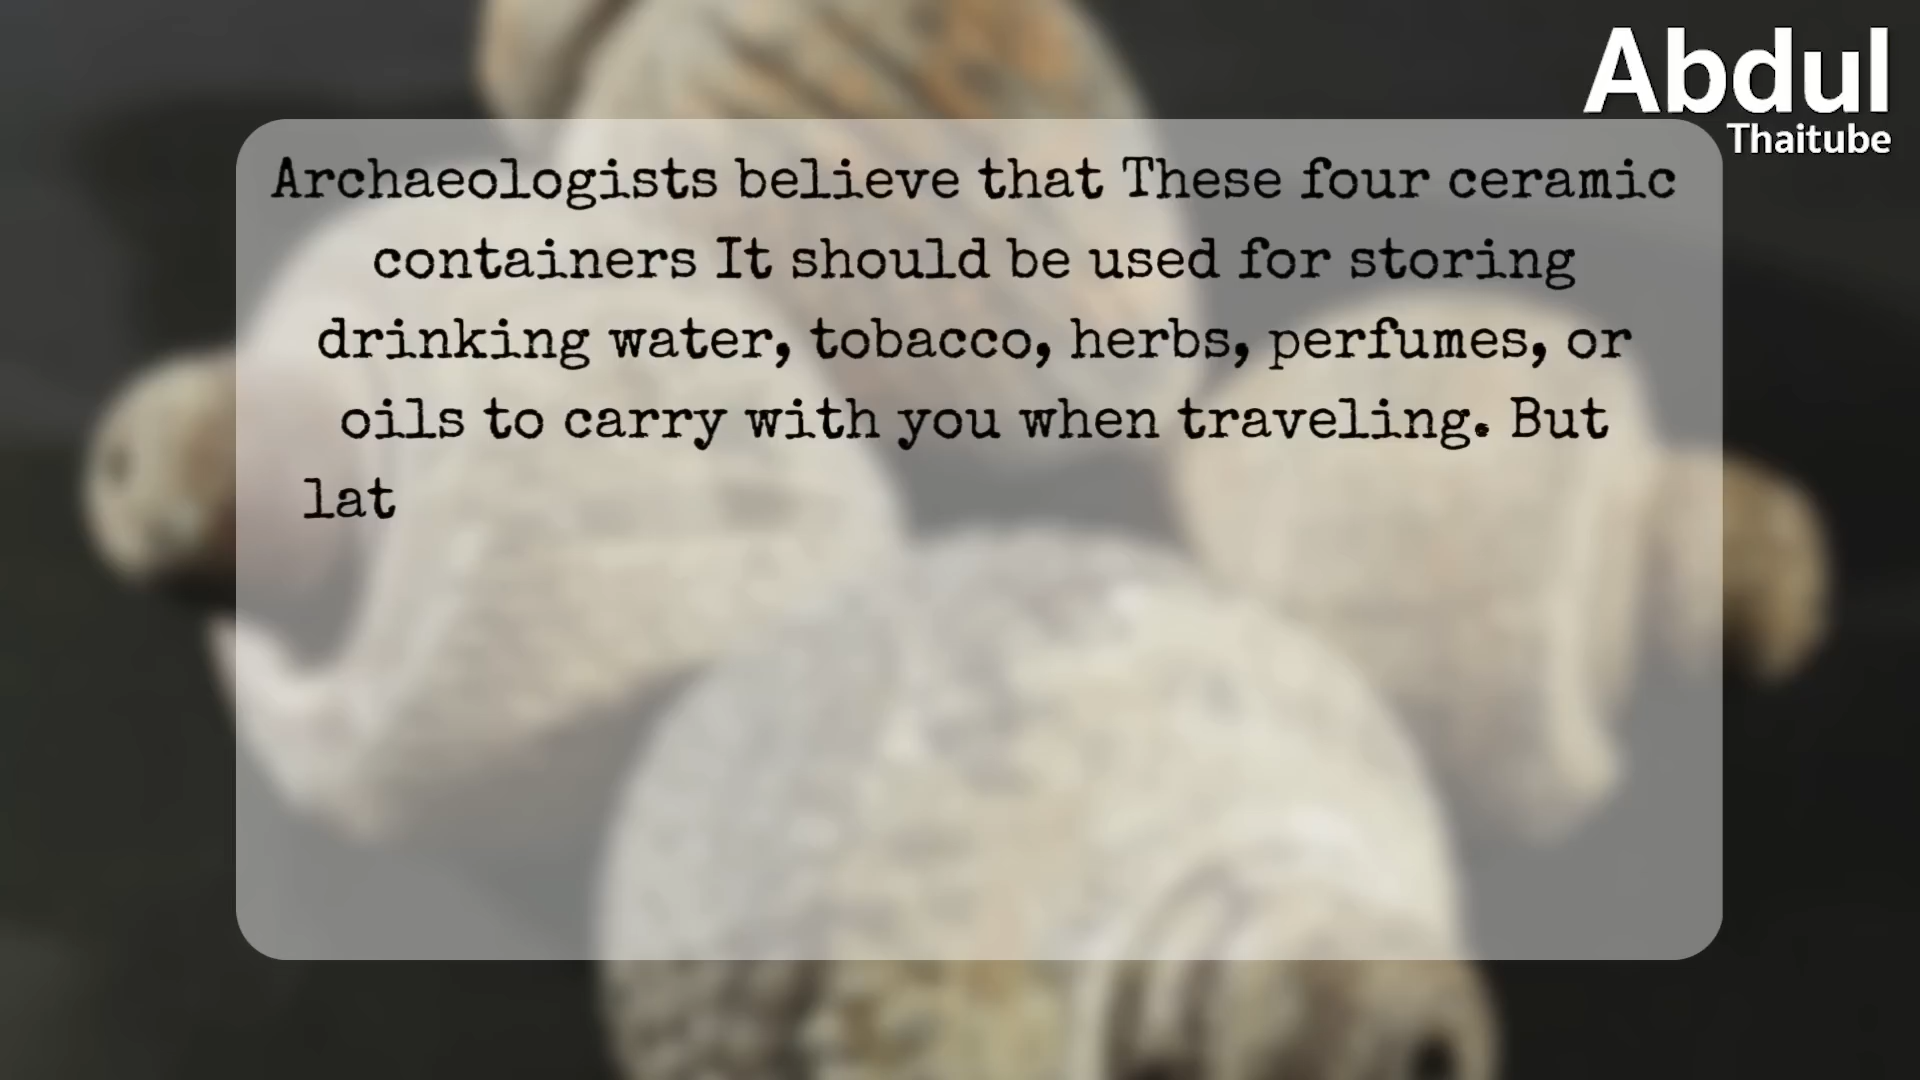 Abdul
Thaitube
Archaeologists believe that These four ceramic
containers It should be used for storing
drinking water, tobacco, herbs, perfumes, or
oils to carry with you when traveling. But
lat